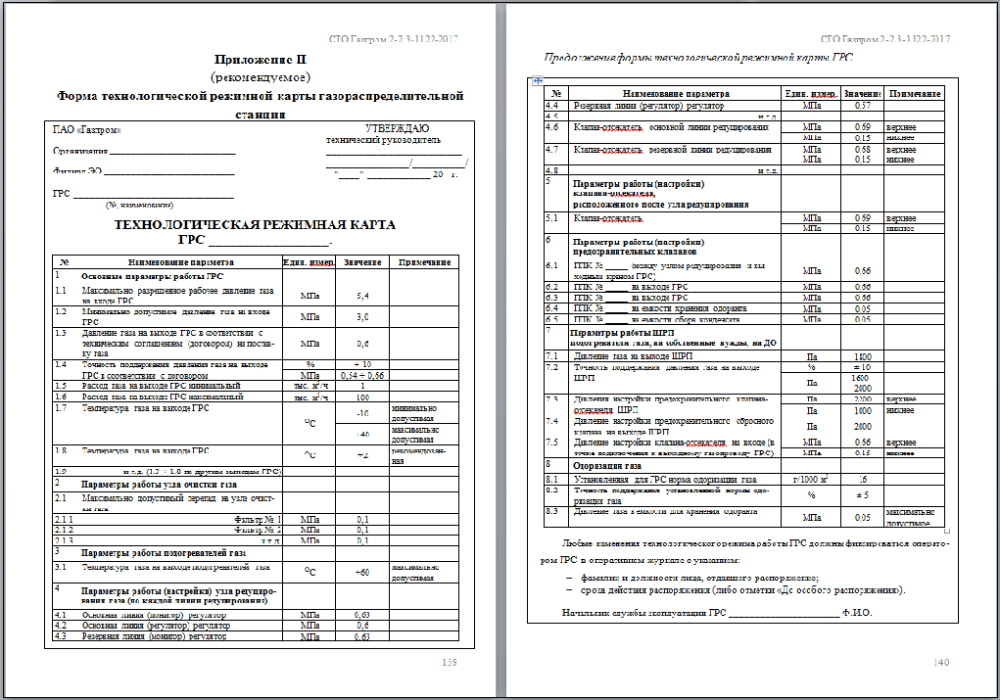 СТО Газпром 2-2.3-1122-2017
Приложение П
(рекомендуемое)
Форма технологической режимной карты газораспределительной
станции
ПАО «Газпром»
УТВЕРЖДАЮ
технический руководитель
Организация
Филиал ЭО
"____" ____________ 20 г.
ГРС
(№, наименование)
ТЕХНОЛОГИЧЕСКАЯ РЕЖИМНАЯ КАРТА
ГРС ____________________.
№ Наименование параметра Един. измер. Значение Примечание
1 Основные параметры работы ГРС
1.1 Максимально разрешенное рабочее давление газа
на входе ГРС МПа 5,4
1.2 Минимально допустимое давление газа на входе
ГРС МПа 3,0
1.3 Давление газа на выходе ГРС в соответствии с
техническим соглашением (договором) на постав-
ку газа МПа 0,6
1.4 Точность поддержания давления газа на выходе % ± 10
ГРС в соответствии с договором МПа 0,54 ÷ 0,66
1.5 Расход газа на выходе ГРС минимальный тыс. м³/ч 1
1.6 Расход газа на выходе ГРС максимальный тыс. м³/ч 100
1.7 Температура газа на выходе ГРС °С -10 минимально
допустимая
+40 максимально
допустимая
1.8 Температура газа на выходе ГРС °С +2 рекомендован-
ная
1.9 и т.д. (1.3 ÷ 1.8 по другим выходам ГРС)
2 Параметры работы узла очистки газа
2.1 Максимально допустимый перепад на узле очист-
ки газа
2.1.1 Фильтр № 1 МПа 0,1
2.1.2 Фильтр № 2 МПа 0,1
2.1.3 и т.д. МПа 0,1
3 Параметры работы подогревателей газа
3.1 Температура газа на выходе подогревателей газа °С +60 максимально
допустимая
4 Параметры работы (настройки) узла редуциро-
вания газа (по каждой линии редуцирования)
4.1 Основная линия (монитор) регулятор МПа 0,63
4.2 Основная линия (регулятор) регулятор МПа 0,6
4.3 Резервная линия (монитор) регулятор МПа 0,63
139
СТО Газпром 2-2.3-1122-2017
Продолжение формы технологической режимной карты ГРС
№ Наименование параметра Един. измер. Значение Примечание
4.4 Резервная линия (регулятор) регулятор МПа 0,57
4.5 и т.д.
4.6 Клапан-отсекатель основной линии редуцирования МПа 0,69 верхнее
МПа 0,15 нижнее
4.7 Клапан-отсекатель резервной линии редуцирования МПа 0,68 верхнее
МПа 0,15 нижнее
4.8 и т.д.
5 Параметры работы (настройки)
клапана-отсекателя,
расположенного после узла редуцирования
5.1 Клапан-отсекатель МПа 0,69 верхнее
МПа 0,15 нижнее
6 Параметры работы (настройки)
предохранительных клапанов
6.1 ППК № _____ (между узлом редуцирования и вы-
ходным краном ГРС) МПа 0,66
6.2 ППК № _____ на выходе ГРС МПа 0,66
6.3 ППК № _____ на выходе ГРС МПа 0,66
6.4 ППК № _____ на емкости хранения одоранта МПа 0,05
6.5 ППК № _____ на емкости сбора конденсата МПа 0,05
7 Параметры работы ШРП
подогревателя газа, на собственные нужды, на ДО
7.1 Давление газа на выходе ШРП Па 1800
7.2 Точность поддержания давления газа на выходе % ± 10
ШРП Па 1600
2000
7.3 Давления настройки предохранительного клапана- Па 2200 верхнее
отсекателя ШРП Па 1000 нижнее
7.4 Давление настройки предохранительного сбросного
клапана на выходе ШРП Па 2000
7.5 Давление настройки клапана-отсекателя на входе (в МПа 0,66 верхнее
точке подключения к выходному газопроводу ГРС) МПа 0,15 нижнее
8 Одоризация газа
8.1 Установленная для ГРС норма одоризации газа г/1000 м³ 16
8.2 Точность поддержания установленной нормы одо-
ризации газа % ± 5
8.3 Давление газа в емкости для хранения одоранта МПа 0,05 максимально
допустимое
Любые изменения технологического режима работы ГРС должны фиксироваться операто-
ром ГРС в оперативном журнале с указанием:
– фамилии и должности лица, отдавшего распоряжение;
– срока действия распоряжения (либо отметки «До особого распоряжения»).
Начальник службы эксплуатации ГРС ______________________ Ф.И.О.
140